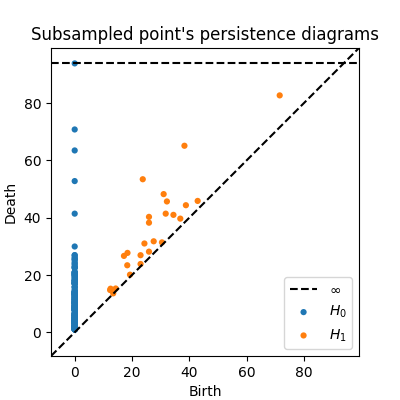 Subsampled point's persistence diagrams
Death
80
60
40
20
0
∞
H₀
H₁
0 20 40 60 80
Birth